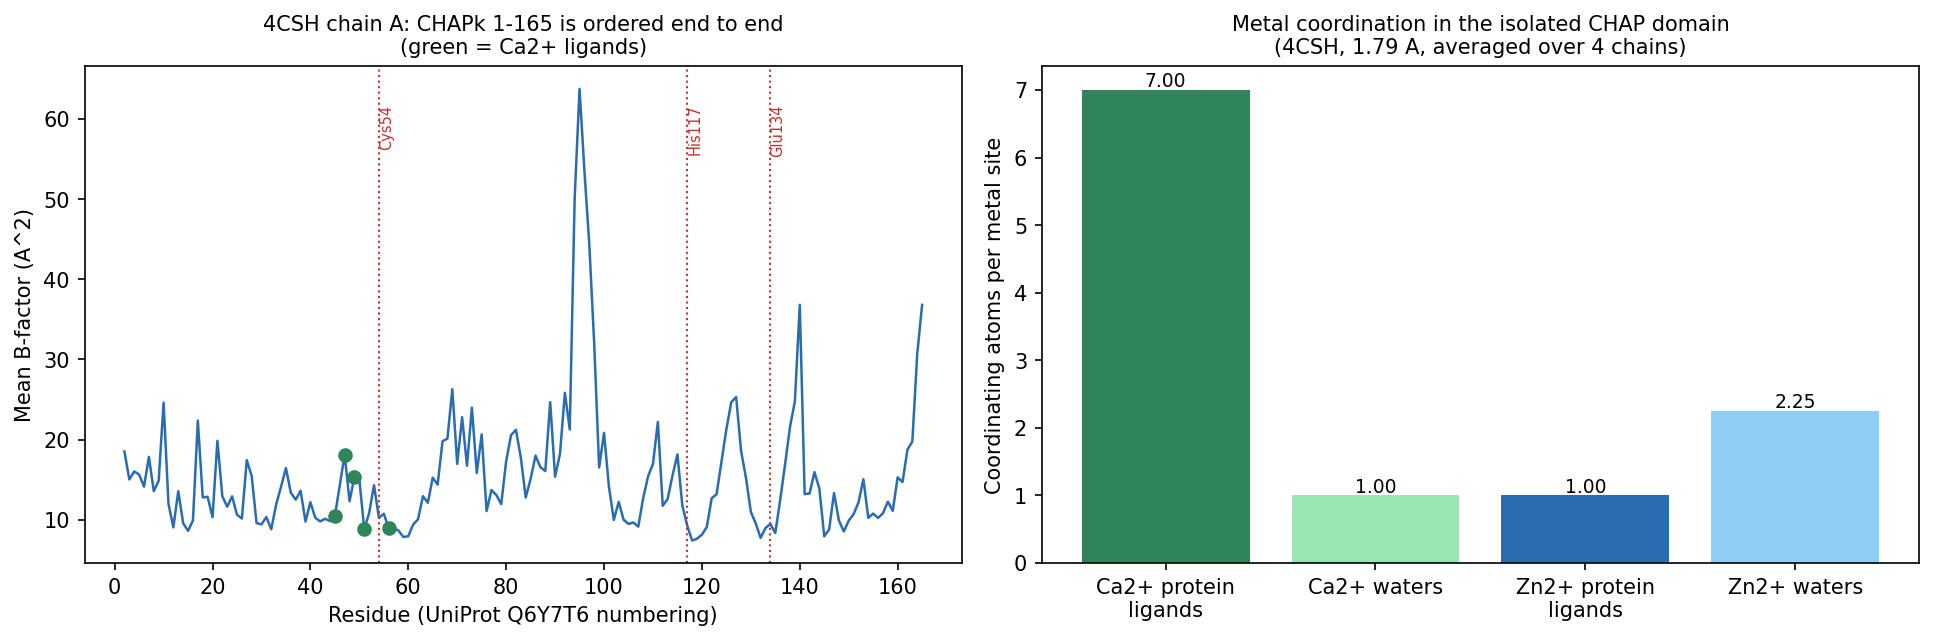 4CSH chain A: CHAPk 1-165 is ordered end to end
(green = Ca2+ ligands)
Mean B-factor (A^2)
60
50
40
30
20
10
Cys54
His117
Glu134
0
20
40
60
80
100
120
140
160
Residue (UniProt Q6Y7T6 numbering)
Metal coordination in the isolated CHAP domain
(4CSH, 1.79 A, averaged over 4 chains)
Coordinating atoms per metal site
7
6
5
4
3
2
1
0
7.00
1.00
1.00
2.25
Ca2+ protein
ligands
Ca2+ waters
Zn2+ protein
ligands
Zn2+ waters